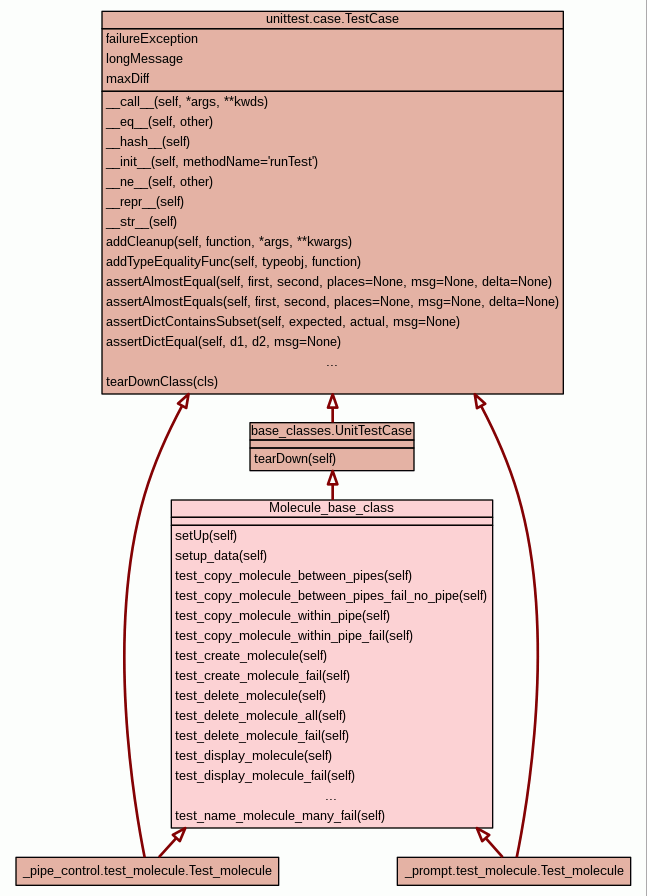 unittest.case.TestCase
failureException
longMessage
maxDiff
__call__(self, *args, **kwds)
__eq__(self, other)
__hash__(self)
__init__(self, methodName='runTest')
__ne__(self, other)
__repr__(self)
__str__(self)
addCleanup(self, function, *args, **kwargs)
addTypeEqualityFunc(self, typeobj, function)
assertAlmostEqual(self, first, second, places=None, msg=None, delta=None)
assertAlmostEquals(self, first, second, places=None, msg=None, delta=None)
assertDictContainsSubset(self, expected, actual, msg=None)
assertDictEqual(self, d1, d2, msg=None)
...
tearDownClass(cls)
base_classes.UnitTestCase
tearDown(self)
Molecule_base_class
setUp(self)
setup_data(self)
test_copy_molecule_between_pipes(self)
test_copy_molecule_between_pipes_fail_no_pipe(self)
test_copy_molecule_within_pipe(self)
test_copy_molecule_within_pipe_fail(self)
test_create_molecule(self)
test_create_molecule_fail(self)
test_delete_molecule(self)
test_delete_molecule_all(self)
test_delete_molecule_fail(self)
test_display_molecule(self)
test_display_molecule_fail(self)
...
test_name_molecule_many_fail(self)
_pipe_control.test_molecule.Test_molecule
_prompt.test_molecule.Test_molecule